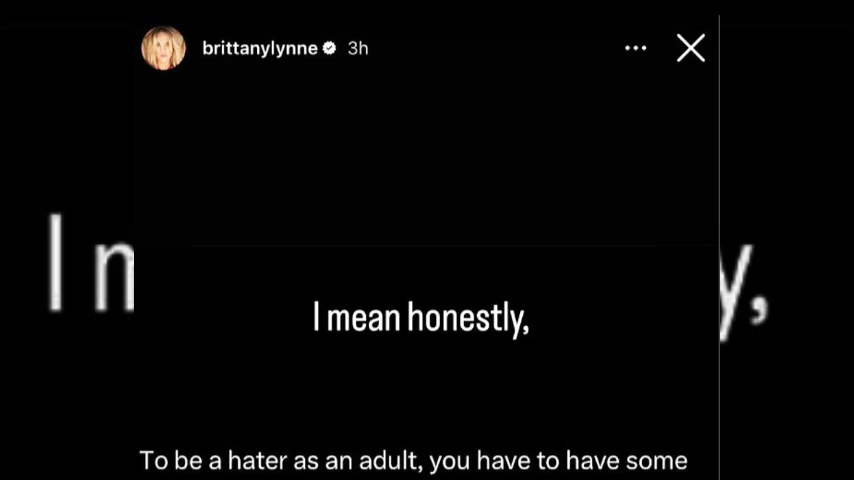 brittanylynne 3h
I mean honestly,
To be a hater as an adult, you have to have some